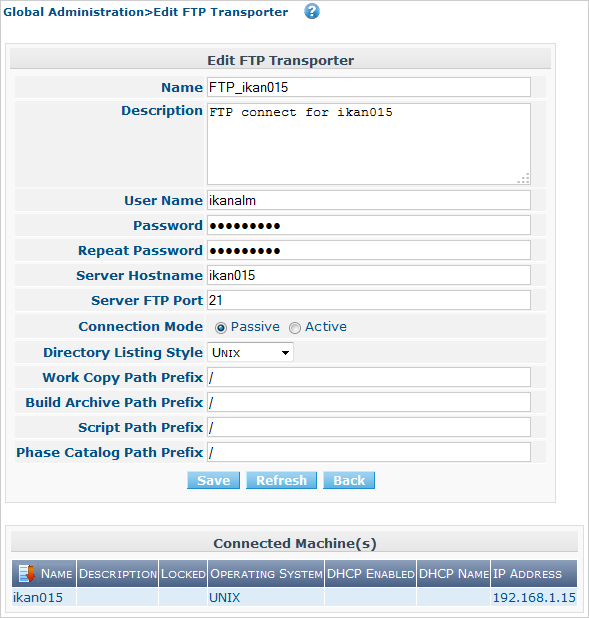 Global Administration>Edit FTP Transporter ?
Edit FTP Transporter
Name FTP_ikan015
Description FTP connect for ikan015
User Name ikanalm
Password ●●●●●●●●●
Repeat Password ●●●●●●●●●
Server Hostname ikan015
Server FTP Port 21
Connection Mode Passive Active
Directory Listing Style UNIX
Work Copy Path Prefix /
Build Archive Path Prefix /
Script Path Prefix /
Phase Catalog Path Prefix /
Save Refresh Back
Connected Machine(s)
Name Description Locked Operating System DHCP Enabled DHCP Name IP Address
ikan015 UNIX 192.168.1.15